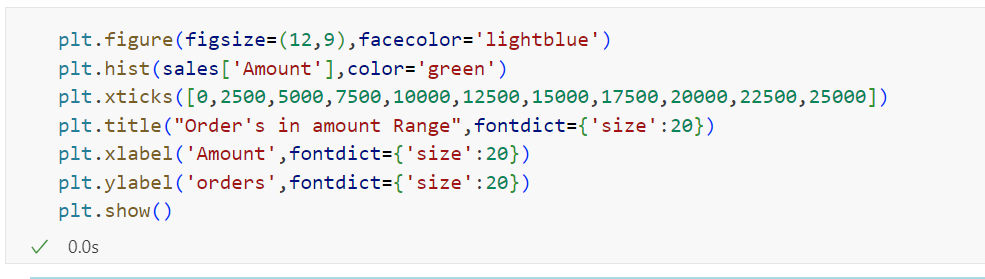 plt.figure(figsize=(12,9),facecolor='lightblue')
plt.hist(sales['Amount'],color='green')
plt.xticks([0,2500,5000,7500,10000,12500,15000,17500,20000,22500,25000])
plt.title("Order's in amount Range",fontdict={'size':20})
plt.xlabel('Amount',fontdict={'size':20})
plt.ylabel('orders',fontdict={'size':20})
plt.show()
0.0s